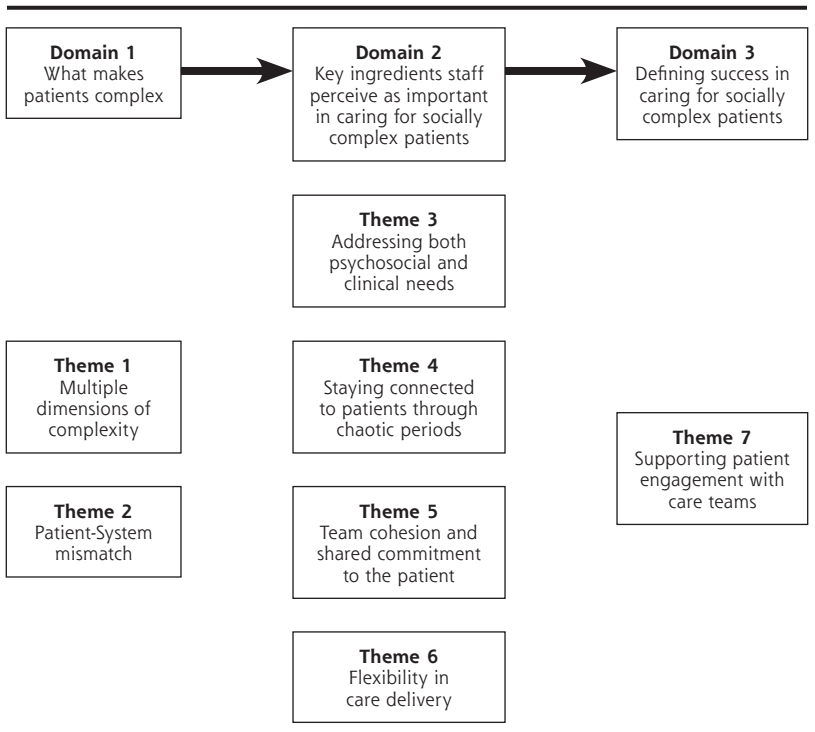 Domain 1
What makes
patients complex
Domain 2
Key ingredients staff
perceive as important
in caring for socially
complex patients
Domain 3
Defining success in
caring for socially
complex patients
Theme 1
Multiple
dimensions of
complexity
Theme 2
Patient-System
mismatch
Theme 3
Addressing both
psychosocial and
clinical needs
Theme 4
Staying connected
to patients through
chaotic periods
Theme 5
Team cohesion and
shared commitment
to the patient
Theme 6
Flexibility in
care delivery
Theme 7
Supporting patient
engagement with
care teams